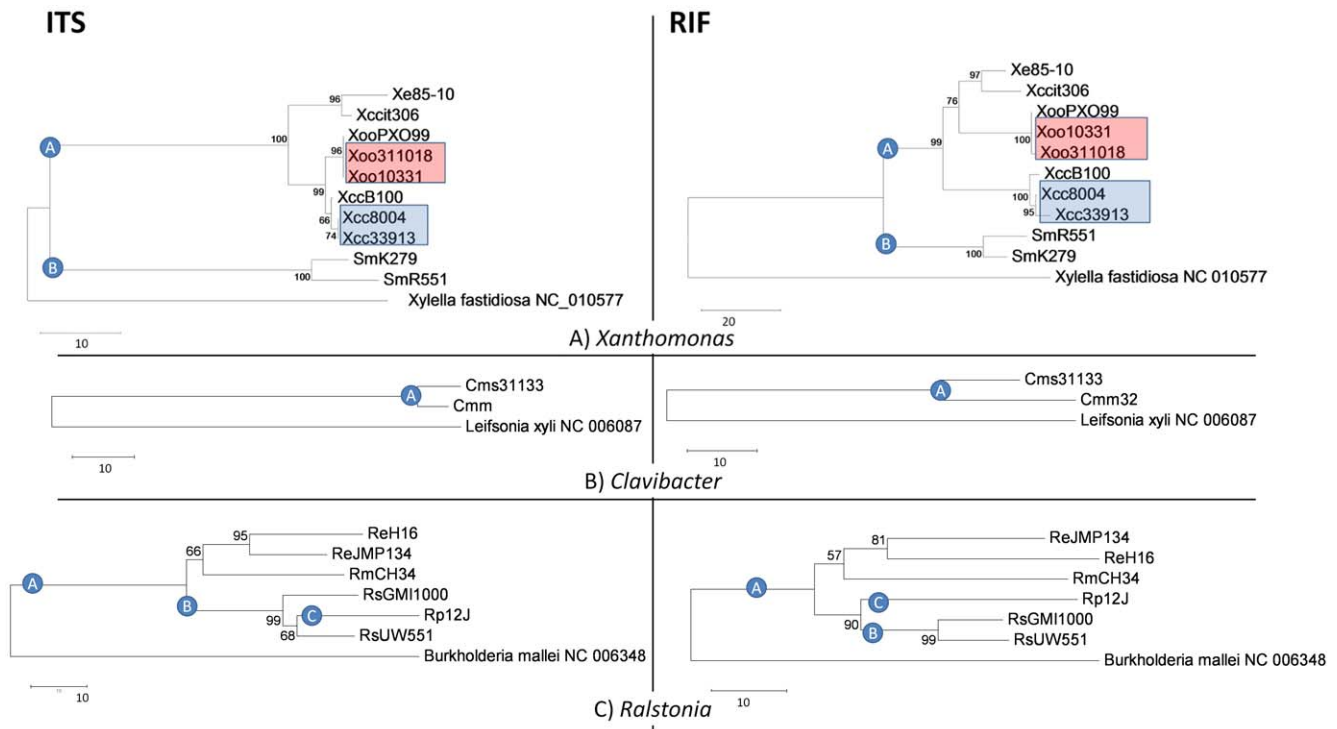 ITS
RIF
96
Xe85-10
Xccit306
100
XooPXO99
96
Xoo311018
Xoo10331
99
XccB100
66
Xcc8004
74
Xcc33913
A
B
SmK279
100
SmR551
Xylella fastidiosa NC_010577
10
97
Xe85-10
Xccit306
76
XooPXO99
Xoo10331
100
Xoo311018
99
A
XccB100
100
Xcc8004
95
Xcc33913
B
SmR551
100
SmK279
Xylella fastidiosa NC 010577
20
A) Xanthomonas
Cms31133
A
Cmm
Leifsonia xyli NC 006087
10
Cms31133
A
Cmm32
Leifsonia xyli NC 006087
10
B) Clavibacter
95
ReH16
66
ReJMP134
A
RmCH34
B
RsGMI1000
99
C
Rp12J
68
RsUW551
Burkholderia mallei NC 006348
10
81
ReJMP134
57
ReH16
A
RmCH34
C
Rp12J
90
B
RsGMI1000
99
RsUW551
Burkholderia mallei NC 006348
10
C) Ralstonia